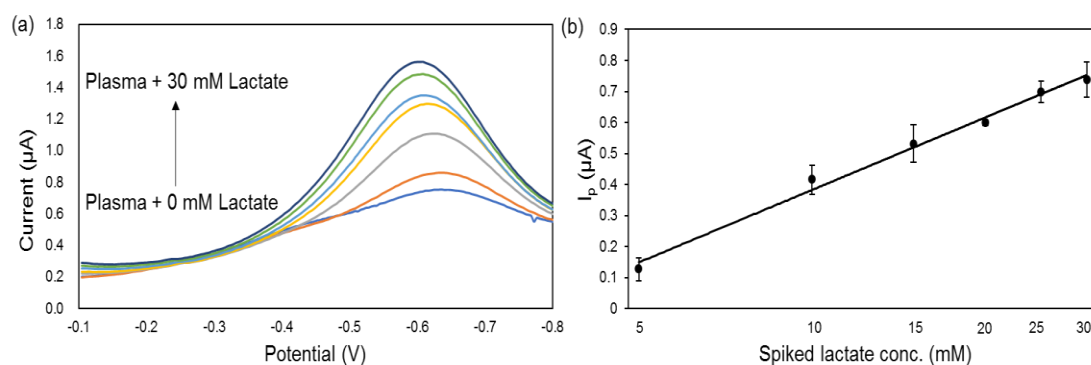 (a)
1.8
1.6
1.4
1.2
1.0
0.8
0.6
0.4
0.2
0.0
Current (µA)
Plasma + 30 mM Lactate
Plasma + 0 mM Lactate
-0.1 -0.2 -0.3 -0.4 -0.5 -0.6 -0.7 -0.8
Potential (V)
(b)
0.9
0.8
0.7
0.6
0.5
0.4
0.3
0.2
0.1
0
Ip (µA)
5 10 15 20 25 30
Spiked lactate conc. (mM)